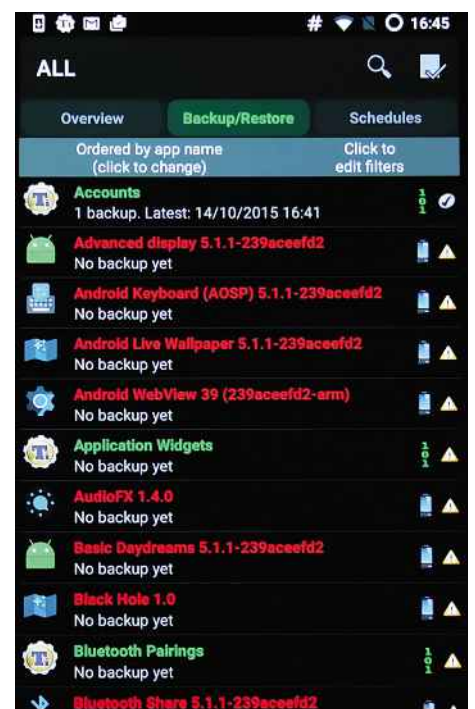 # 16:45
ALL
Overview Backup/Restore Schedules
Ordered by app name Click to
(click to change) edit filters
Accounts
1 backup. Latest: 14/10/2015 16:41
Advanced display 5.1.1-239aceefd2
No backup yet
Android Keyboard (AOSP) 5.1.1-239aceefd2
No backup yet
Android Live Wallpaper 5.1.1-239aceefd2
No backup yet
Android WebView 39 (239aceefd2-arm)
No backup yet
Application Widgets
No backup yet
AudioFX 1.4.0
No backup yet
Basic Daydreams 5.1.1-239aceefd2
No backup yet
Black Hole 1.0
No backup yet
Bluetooth Pairings
No backup yet
Bluetooth Share 5.1.1-239aceefd2